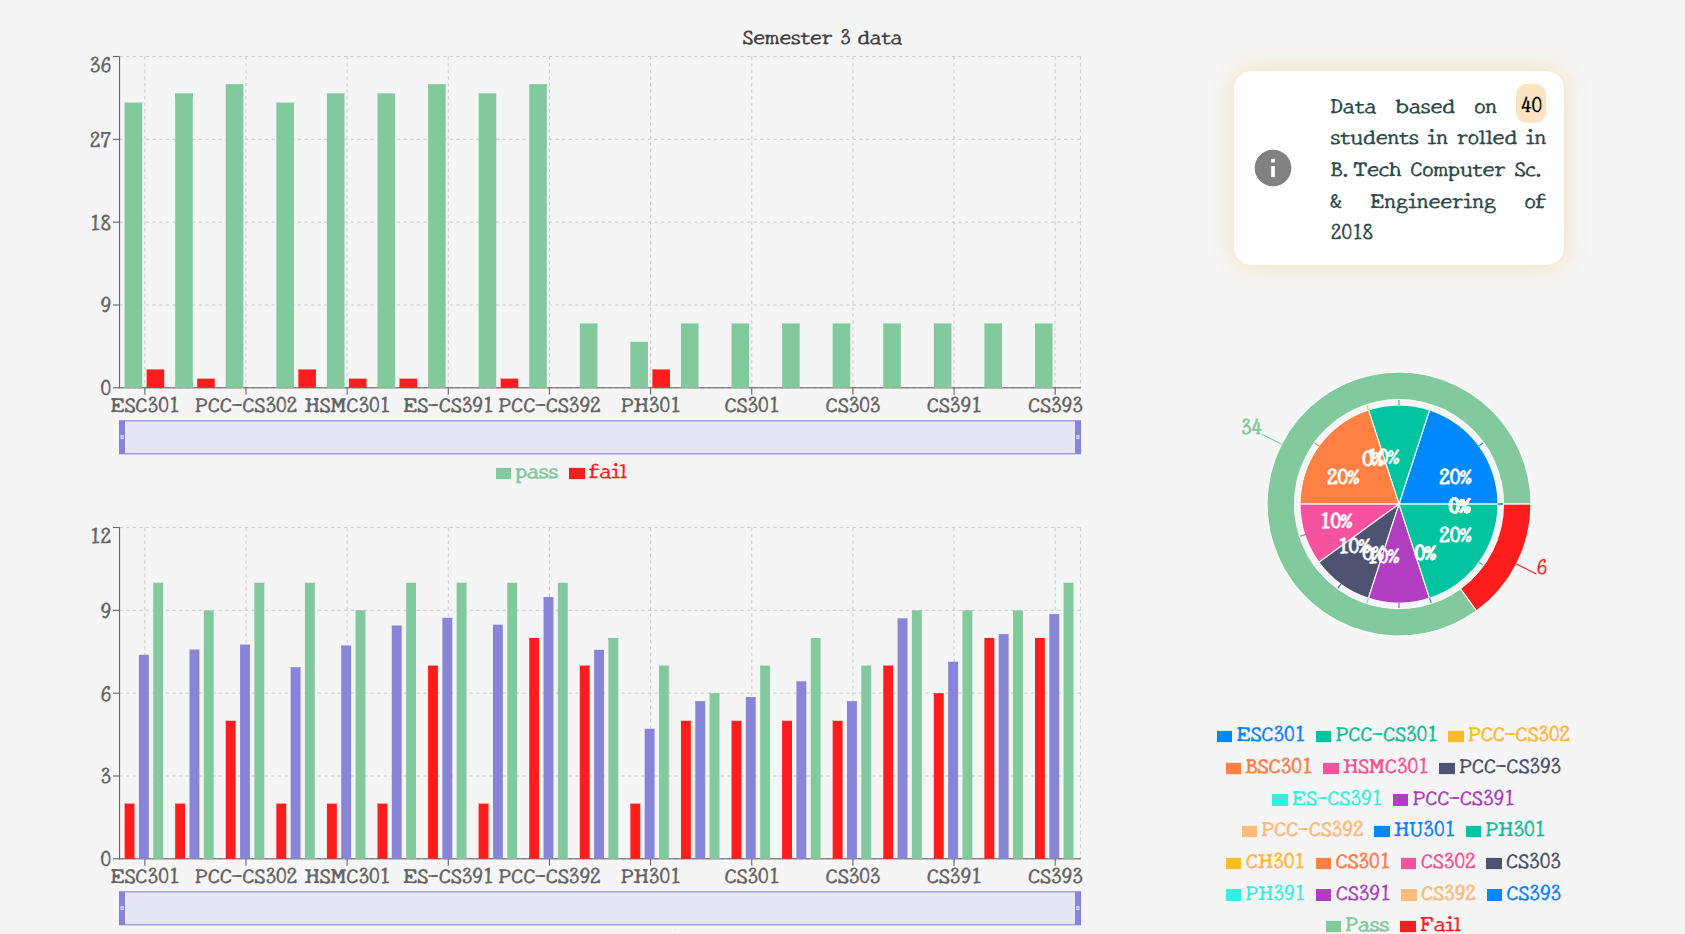 Semester 3 data
36
27
18
9
0
ESC301 PCC-CS302 HSMC301 ES-CS391 PCC-CS392 PH301 CS301 CS303 CS391 CS393
pass fail
12
9
6
3
0
ESC301 PCC-CS302 HSMC301 ES-CS391 PCC-CS392 PH301 CS301 CS303 CS391 CS393
Data based on 40
students in rolled in
B. Tech Computer Sc.
& Engineering of
2018
34
0% 10%
20% 20%
0%
10% 20%
10% 0% 10% 0%
6
ESC301 PCC-CS301 PCC-CS302
BSC301 HSMC301 PCC-CS393
ES-CS391 PCC-CS391
PCC-CS392 HU301 PH301
CH301 CS301 CS302 CS303
PH391 CS391 CS392 CS393
Pass Fail